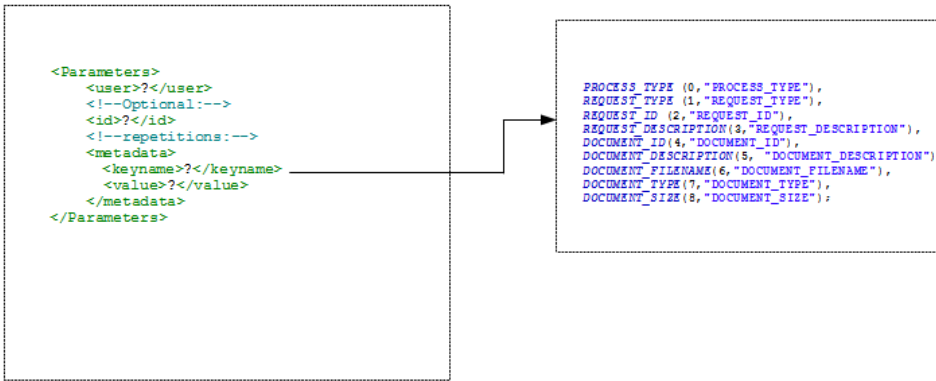 <Parameters>
<user>?</user>
<!--Optional:-->
<id>?</id>
<!--repetitions:-->
<metadata>
<keyname>?</keyname>
<value>?</value>
</metadata>
</Parameters>
PROCESS_TYPE (0,"PROCESS_TYPE"),
REQUEST_TYPE (1,"REQUEST_TYPE"),
REQUEST_ID (2,"REQUEST_ID"),
REQUEST_DESCRIPTION(3,"REQUEST_DESCRIPTION"),
DOCUMENT_ID(4,"DOCUMENT_ID"),
DOCUMENT_DESCRIPTION(5, "DOCUMENT_DESCRIPTION")
DOCUMENT_FILENAME(6,"DOCUMENT_FILENAME"),
DOCUMENT_TYPE(7,"DOCUMENT_TYPE"),
DOCUMENT_SIZE(8,"DOCUMENT_SIZE");